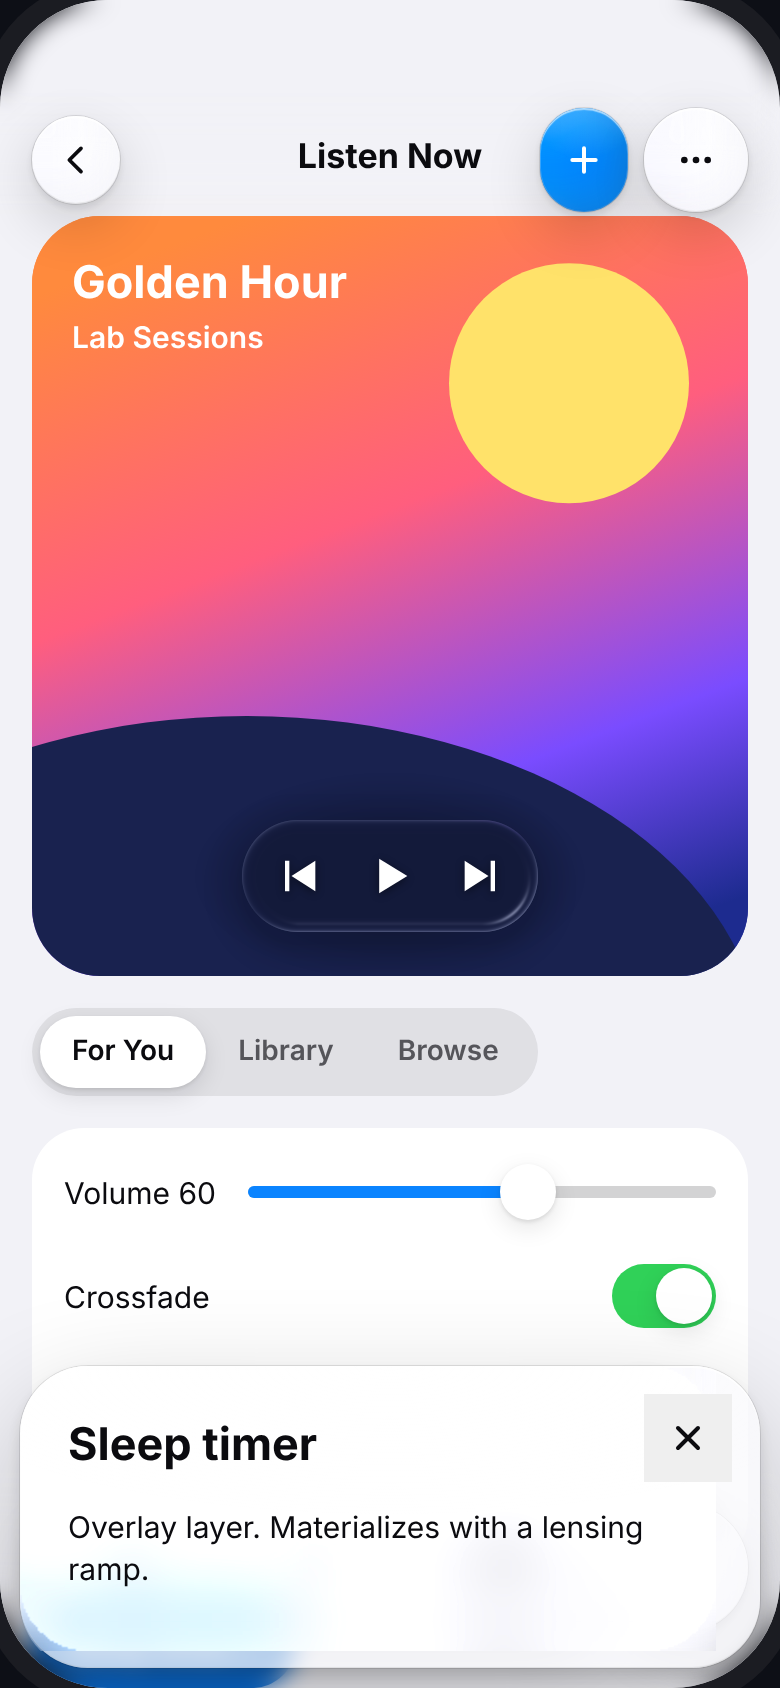 Listen Now
Golden Hour
Lab Sessions
For You
Library
Browse
Volume 60
Crossfade
Sleep timer
Overlay layer. Materializes with a lensing
ramp.